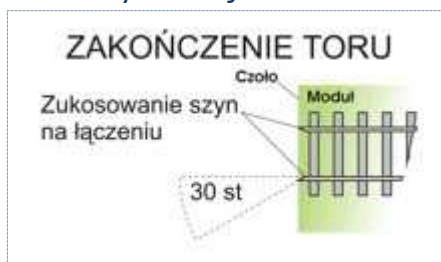 ZAKOŃCZENIE TORU
Czoło
Moduł
Zukosowanie szyn
na łączeniu
30 st